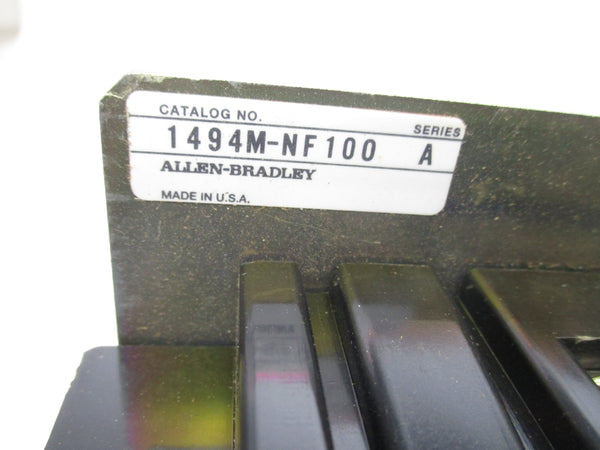 CATALOG NO.
SERIES
1494M-NF100 A
ALLEN-BRADLEY
MADE IN U.S.A.